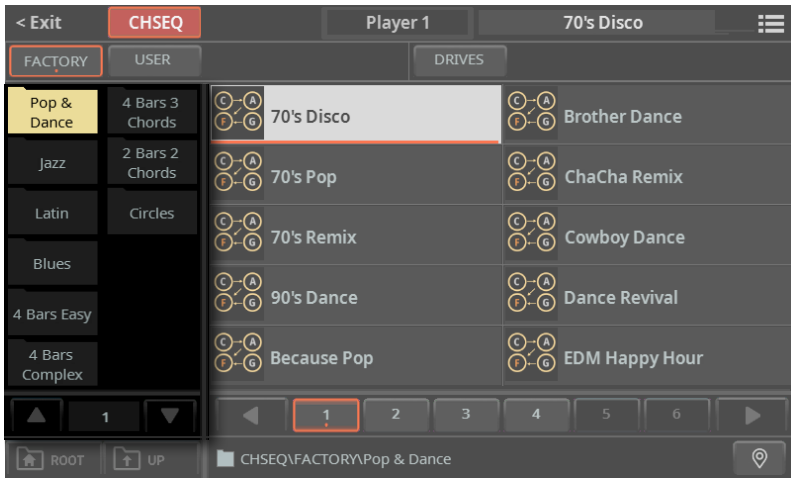 < Exit
CHSEQ
Player 1
70's Disco
FACTORY
USER
DRIVES
Pop &
Dance
4 Bars 3
Chords
Jazz
2 Bars 2
Chords
Latin
Circles
Blues
4 Bars Easy
4 Bars
Complex
C A
F G
70's Disco
C A
F G
Brother Dance
C A
F G
70's Pop
C A
F G
ChaCha Remix
C A
F G
70's Remix
C A
F G
Cowboy Dance
C A
F G
90's Dance
C A
F G
Dance Revival
C A
F G
Because Pop
C A
F G
EDM Happy Hour
1
1 2 3 4 5 6
ROOT
UP
CHSEQ\FACTORY\Pop & Dance